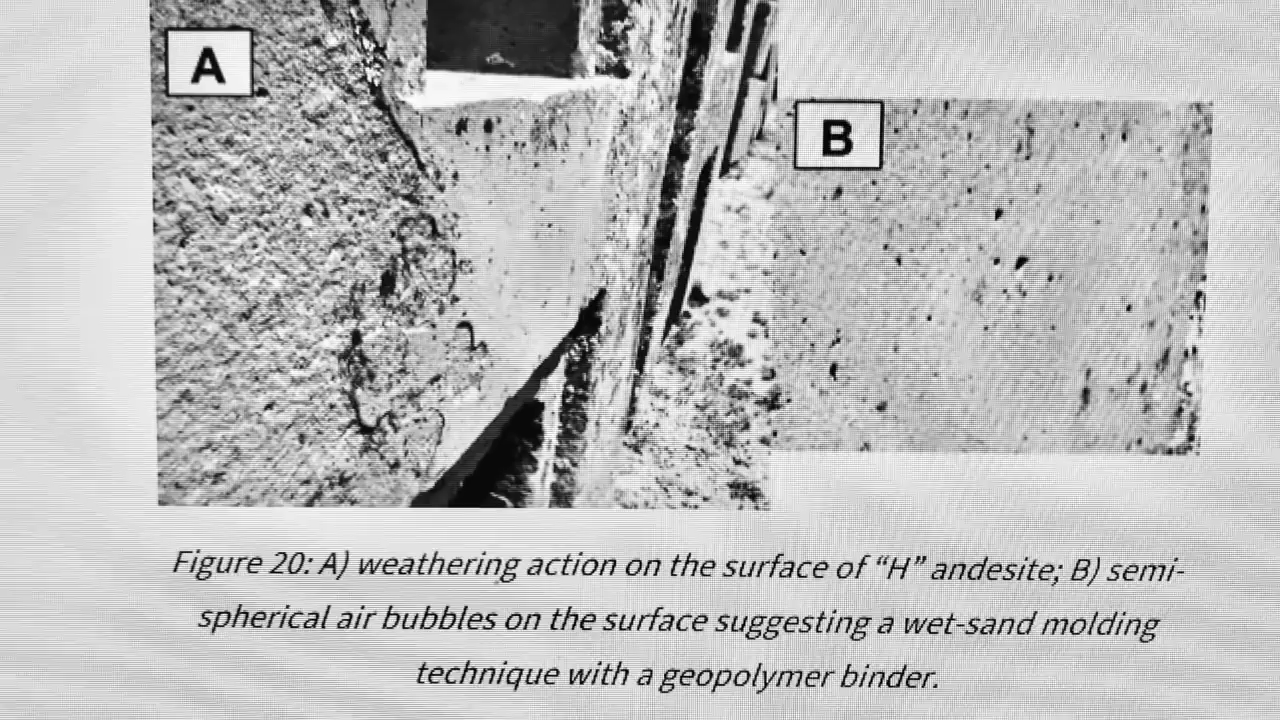 A
B
Figure 20: A) weathering action on the surface of “H” andesite; B) semi-
spherical air bubbles on the surface suggesting a wet-sand molding
technique with a geopolymer binder.